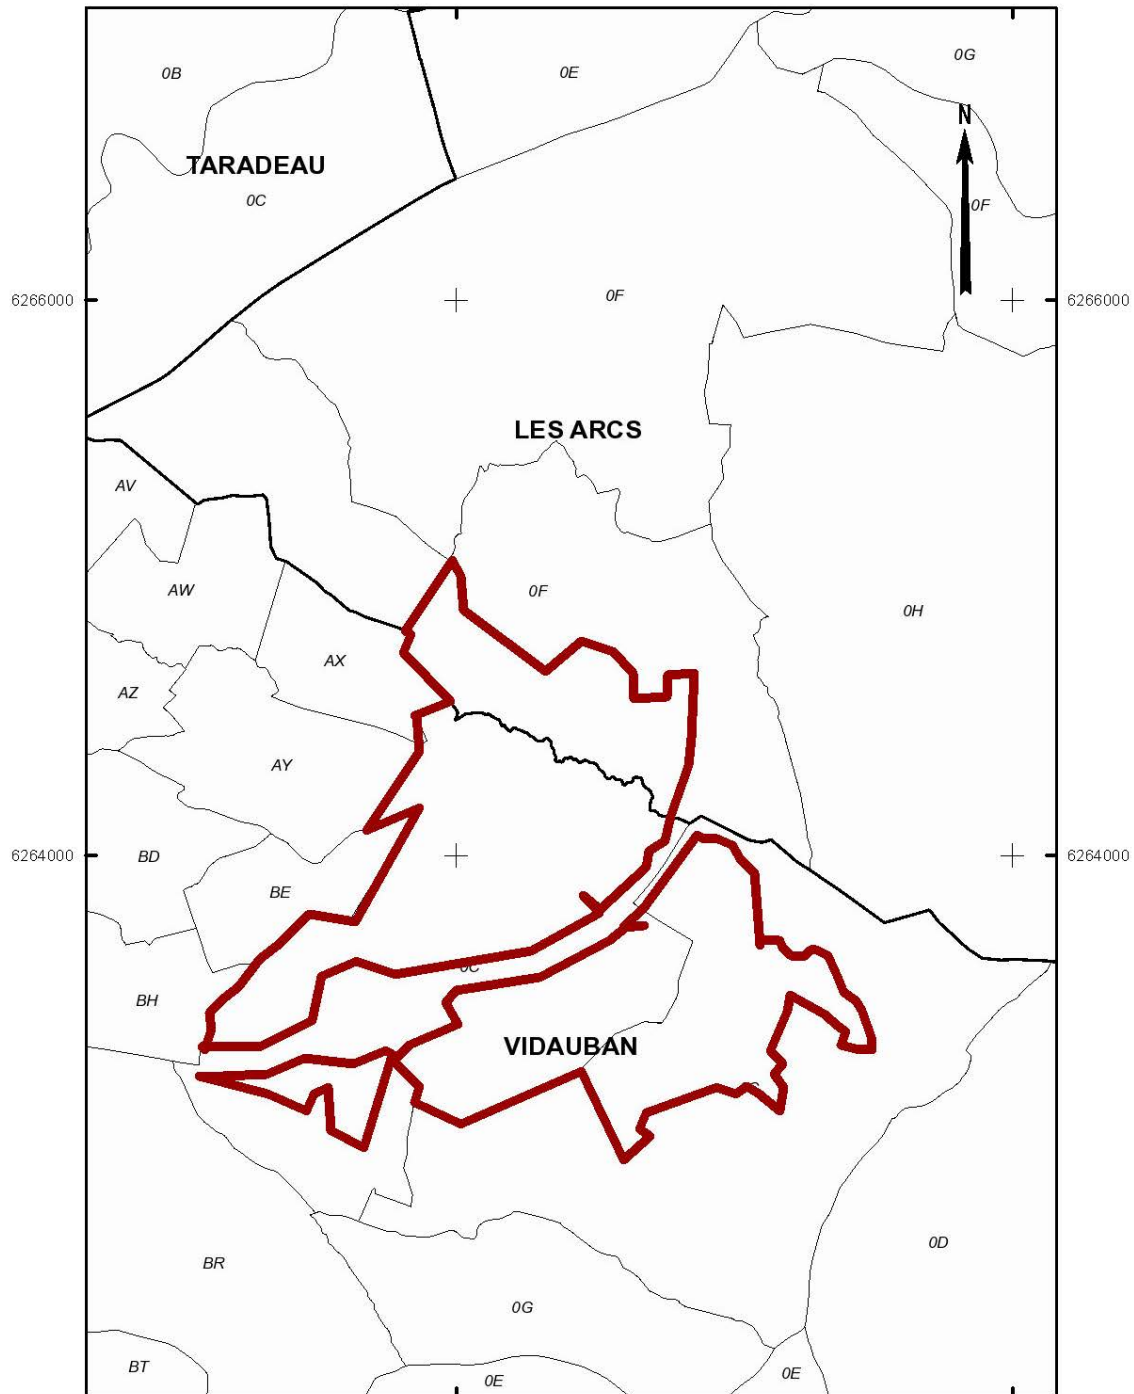 0B
0E
0G
N
TARADEAU
0C
0F
6266000
0F
6266000
LES ARCS
AV
AW
0F
0H
AX
AZ
AY
6264000
BD
6264000
BE
0C
BH
VIDAUBAN
0D
BR
0G
BT
0E
0E